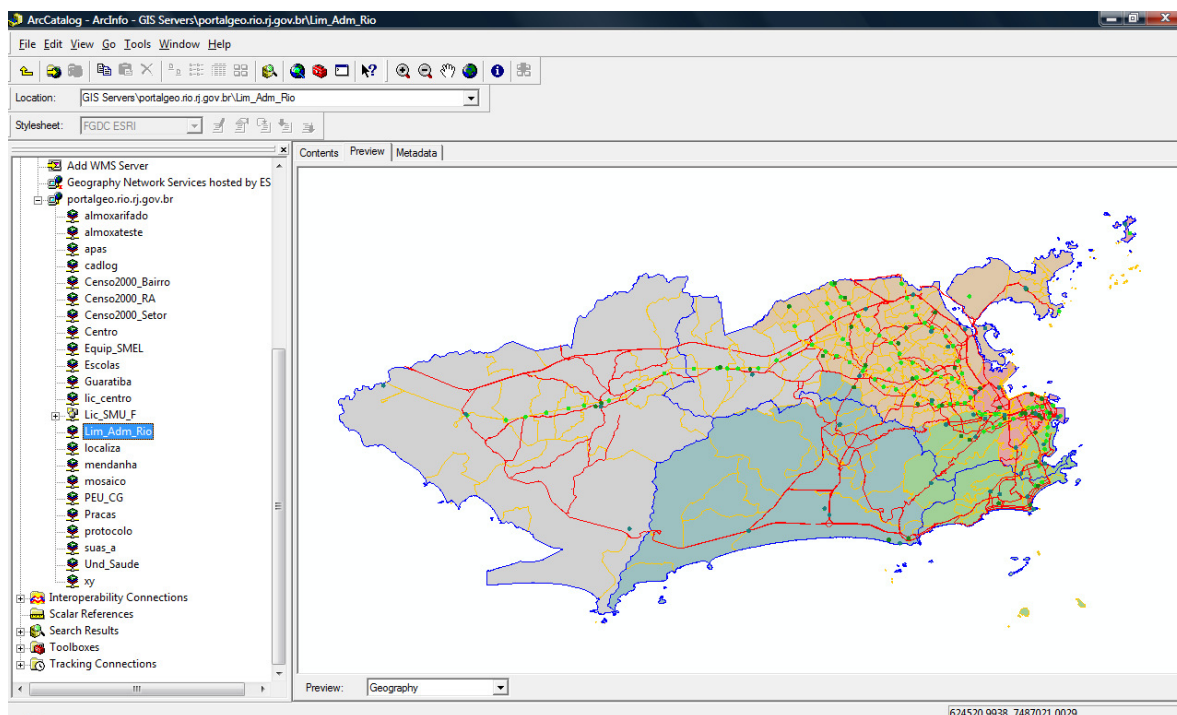 ArcCatalog - ArcInfo - GIS Servers\portalgeo.rio.rj.gov.br\Lim_Adm_Rio
File Edit View Go Tools Window Help
Location: GIS Servers\portalgeo.rio.rj.gov.br\Lim_Adm_Rio
Stylesheet: FGDC ESRI
Contents Preview Metadata
Add WMS Server
Geography Network Services hosted by ES
portalgeo.rio.rj.gov.br
almoxarifado
almoxateste
apas
cadlog
Censo2000_Bairro
Censo2000_RA
Censo2000_Setor
Centro
Equip_SMEL
Escolas
Guaratiba
lic_centro
Lic_SMU_F
Lim_Adm_Rio
localiza
mendanha
mosaico
PEU_CG
Pracas
protocolo
suas_a
Und_Saude
xy
Interoperability Connections
Scalar References
Search Results
Toolboxes
Tracking Connections
Preview: Geography
624520,9938 7487021,0029